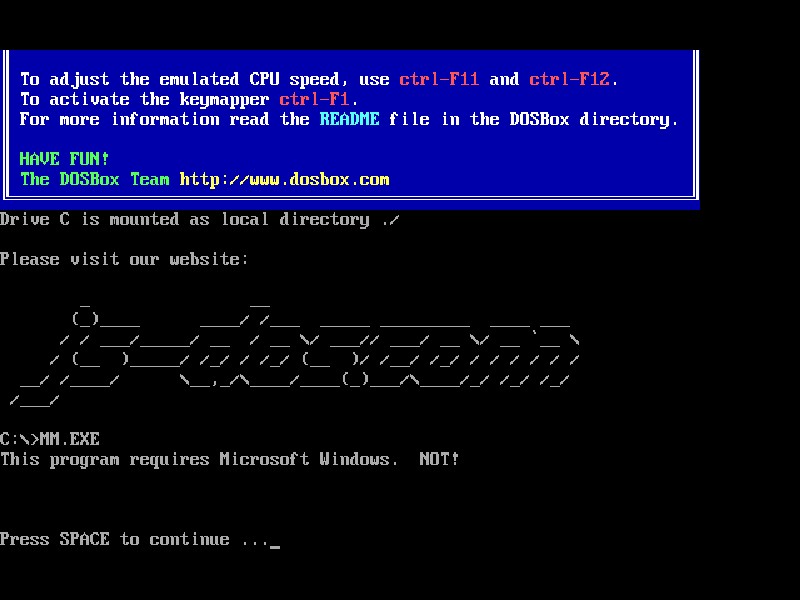 To adjust the emulated CPU speed, use ctrl-F11 and ctrl-F12.
To activate the keymapper ctrl-F1.
For more information read the README file in the DOSBox directory.
HAVE FUN!
The DOSBox Team http://www.dosbox.com
Drive C is mounted as local directory ./
Please visit our website:
js-dos.com
C:\>MM.EXE
This program requires Microsoft Windows.  NOT!
Press SPACE to continue ..._